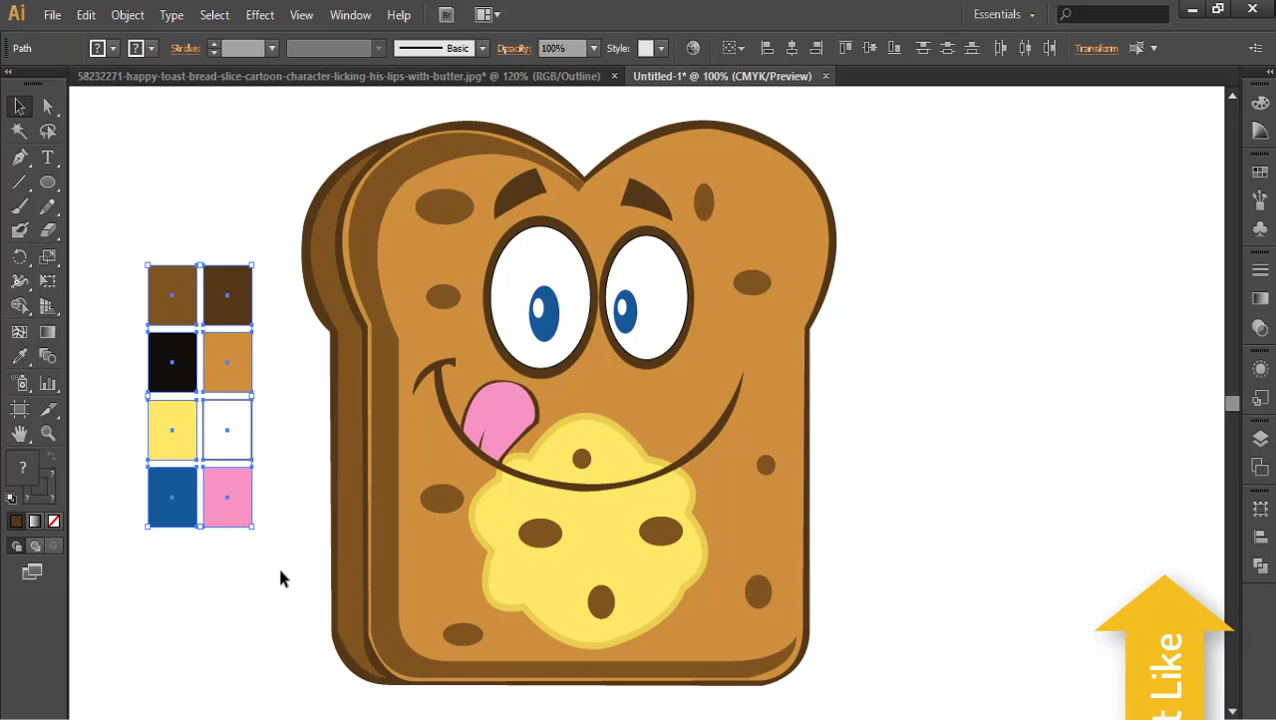 Ai File Edit Object Type Select Effect View Window Help Br Essentials
Path ? ? Stroke: Basic Opacity: 100% Style: Transform
58232271-happy-toast-bread-slice-cartoon-character-licking-his-lips-with-butter.jpg* @ 120% (RGB/Outline) × Untitled-1* @ 100% (CMYK/Preview) ×
T
?
?
?
t Like